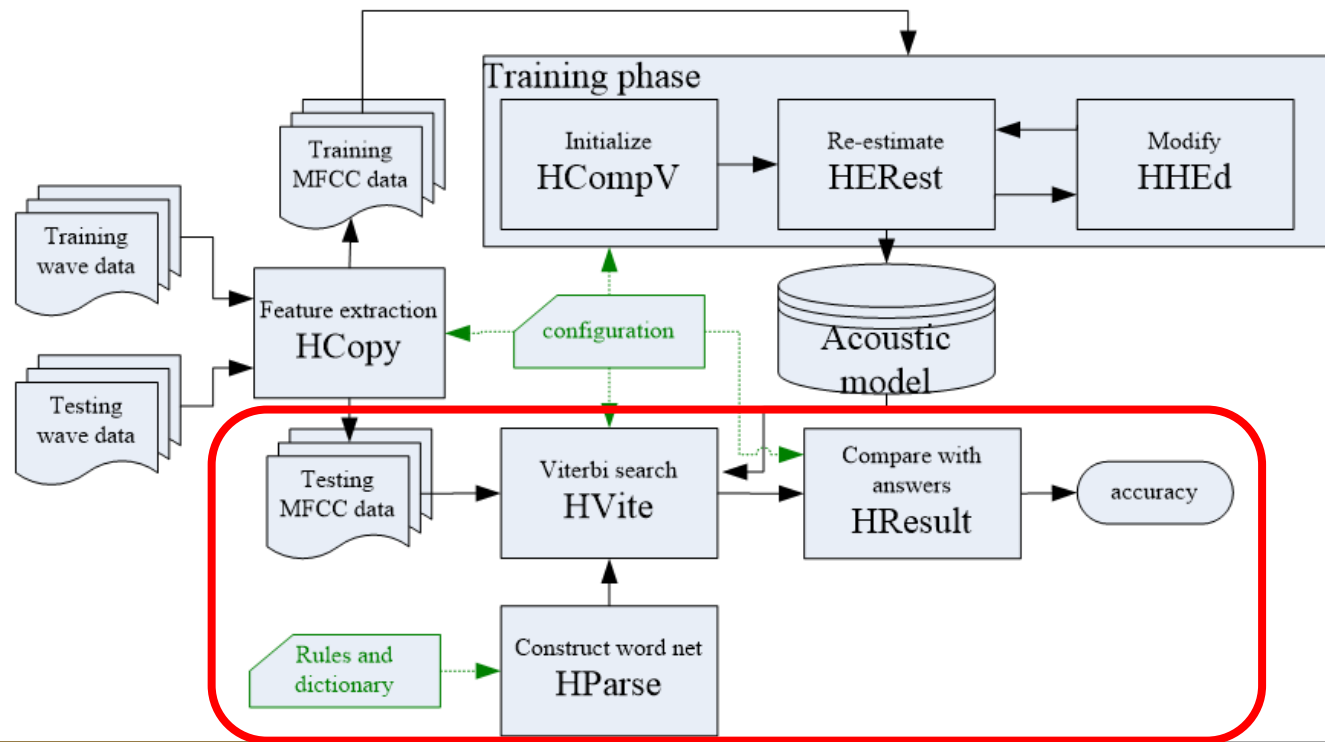 Training phase
Initialize
HCompV
Re-estimate
HERest
Modify
HHEd
Training
MFCC data
Training
wave data
Feature extraction
HCopy
configuration
Acoustic
model
Testing
wave data
Testing
MFCC data
Viterbi search
HVite
Compare with
answers
HResult
accuracy
Rules and
dictionary
Construct word net
HParse